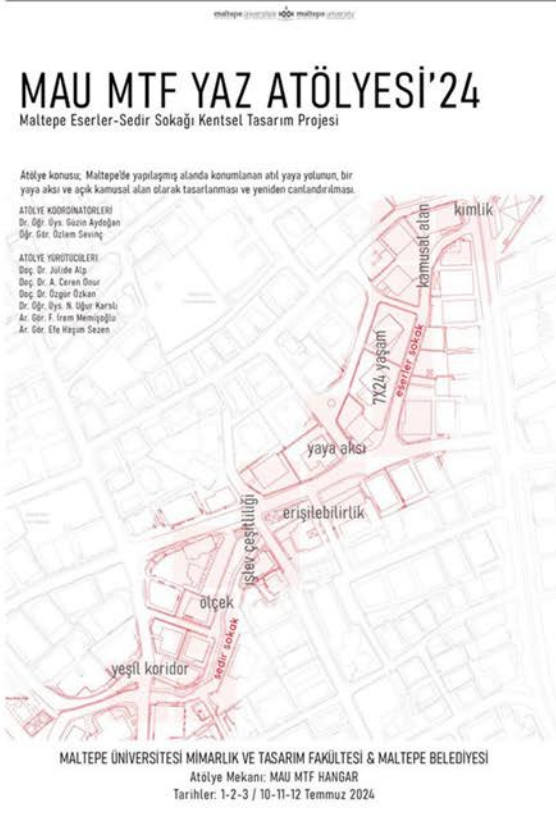 maltepe üniversitesi maltepe university
MAU MTF YAZ ATÖLYESİ'24
Maltepe Eserler-Sedir Sokağı Kentsel Tasarım Projesi
Atölye konusu; Maltepe'de yapılaşmış alanda konumlanan atıl yaya yolunun, bir
yaya aksı ve açık kamusal alan olarak tasarlanması ve yeniden canlandırılması.
ATÖLYE KOORDİNATÖRLERİ
Dr. Öğr. Üys. Güzin Aydoğan
Öğr. Gör. Özlem Sevinç
ATÖLYE YÜRÜTÜCÜLERİ
Doç. Dr. Jülide Alp
Doç. Dr. A. Ceren Onur
Doç. Dr. Özgür Özkan
Dr. Öğr. Üys. N. Uğur Karslı
Ar. Gör. F. İrem Memişoğlu
Ar. Gör. Efe Haşim Sezen
kimlik
kamusal alan
7X24 yaşam
eserler sokak
yaya aksı
erişilebilirlik
işlev çeşitliliği
ölçek
sedir sokak
yeşil koridor
MALTEPE ÜNİVERSİTESİ MİMARLIK VE TASARIM FAKÜLTESİ & MALTEPE BELEDİYESİ
Atölye Mekanı: MAU MTF HANGAR
Tarihler: 1-2-3 / 10-11-12 Temmuz 2024